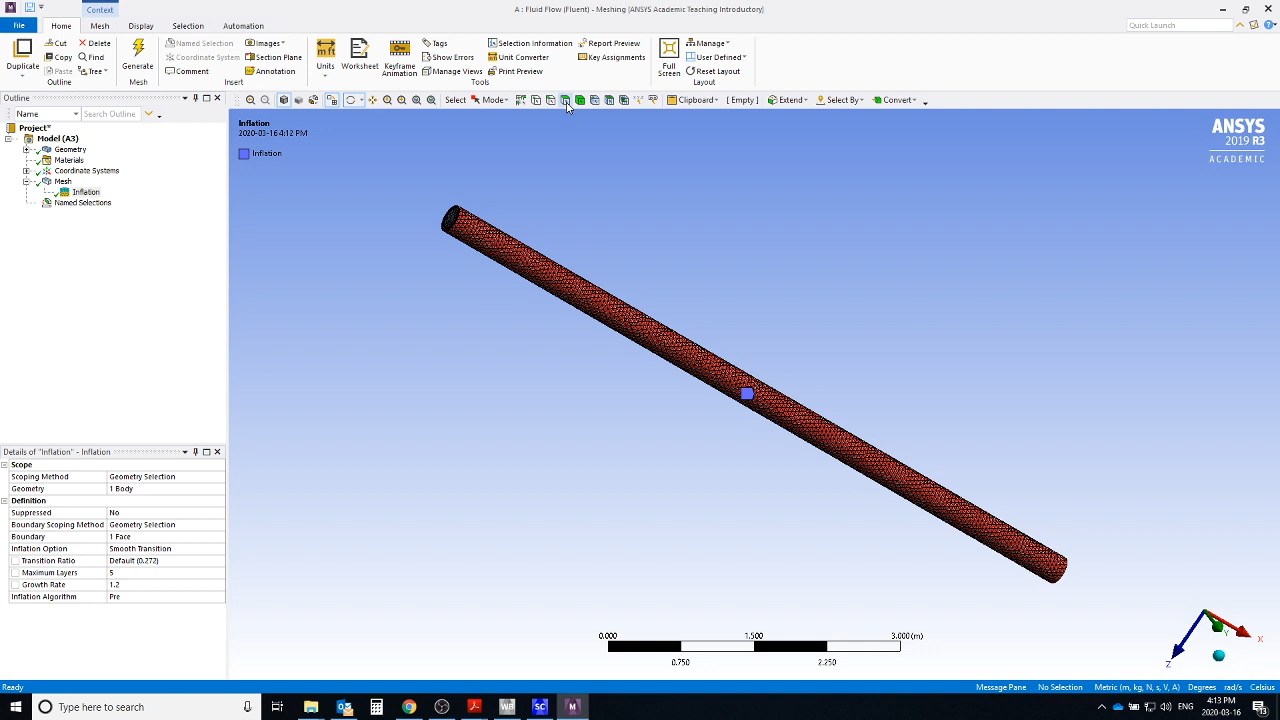 Context
A : Fluid Flow (Fluent) - Meshing [ANSYS Academic Teaching Introductory]
File Home Mesh Display Selection Automation
Quick Launch
Duplicate
Cut
Copy
Paste
Delete
Find
Tree
Outline
Generate
Mesh
Named Selection
Coordinate System
Comment
Images
Section Plane
Annotation
Insert
Units
Worksheet
Keyframe
Animation
Tags
Show Errors
Manage Views
Selection Information
Unit Converter
Print Preview
Report Preview
Key Assignments
Tools
Full
Screen
Manage
User Defined
Reset Layout
Layout
Select Mode Clipboard [ Empty ] Extend Select By Convert
Outline
Name Search Outline
Project*
Model (A3)
Geometry
Materials
Coordinate Systems
Mesh
Inflation
Named Selections
Inflation
2020-03-16 4:12 PM
Inflation
ANSYS
2019 R3
ACADEMIC
Details of "Inflation" - Inflation
Scope
Scoping Method Geometry Selection
Geometry 1 Body
Definition
Suppressed No
Boundary Scoping Method Geometry Selection
Boundary 1 Face
Inflation Option Smooth Transition
Transition Ratio Default (0.272)
Maximum Layers 5
Growth Rate 1.2
Inflation Algorithm Pre
0.000 1.500 3.000 (m)
0.750 2.250
X
Y
Z
Ready
Message Pane No Selection Metric (m, kg, N, s, V, A) Degrees rad/s Celsius
Type here to search
ENG
4:13 PM
2020-03-16